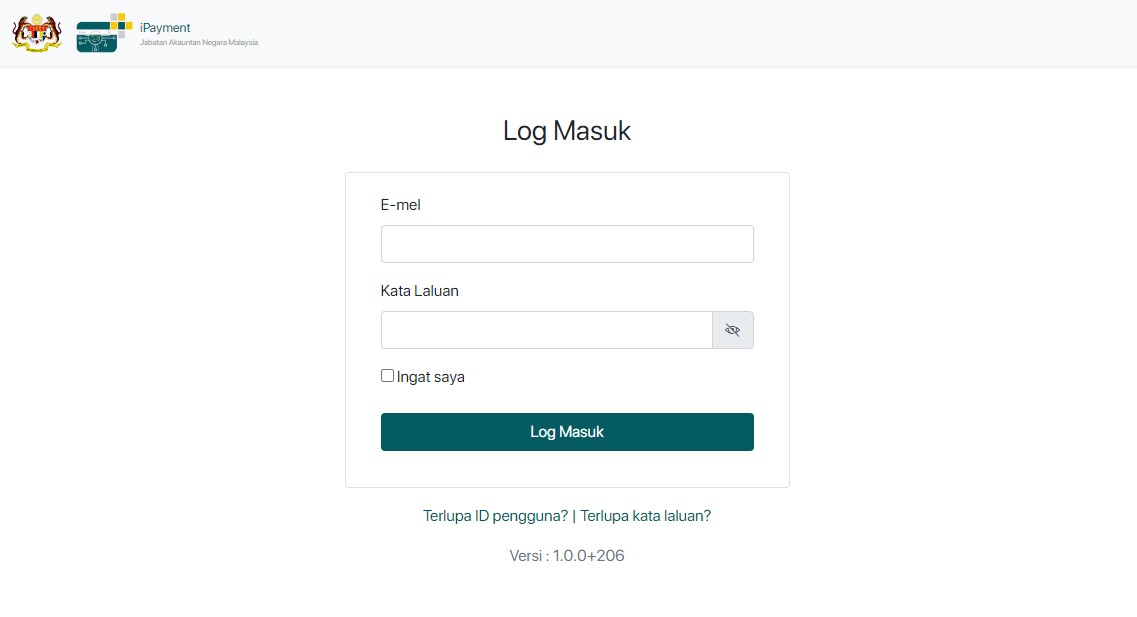 iPayment
Jabatan Akauntan Negara Malaysia
Log Masuk
E-mel
Kata Laluan
Ingat saya
Log Masuk
Terlupa ID pengguna? | Terlupa kata laluan?
Versi : 1.0.0+206